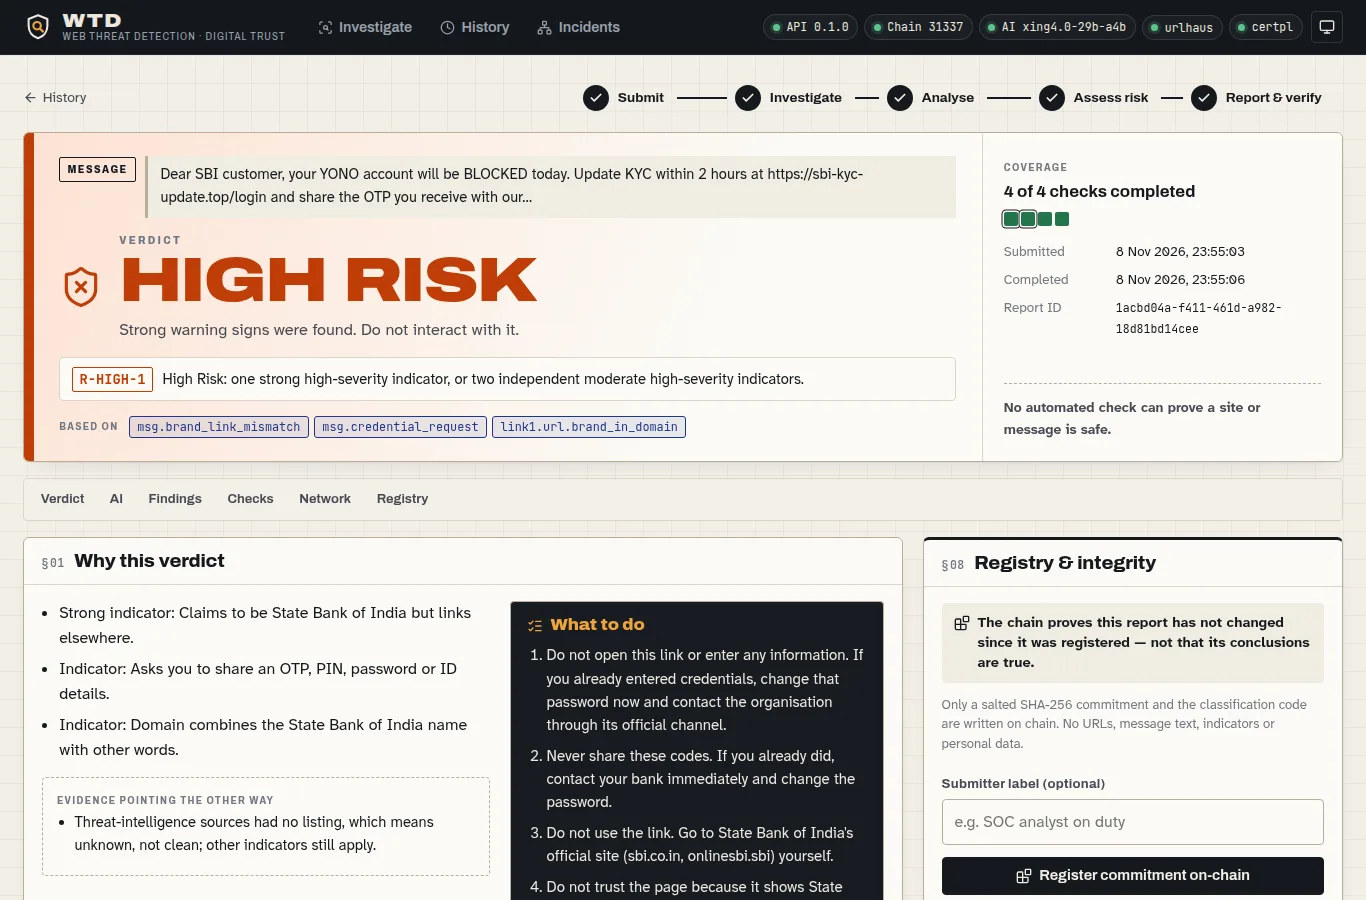 WTD
WEB THREAT DETECTION · DIGITAL TRUST
Investigate
History
Incidents
API 0.1.0
Chain 31337
AI xing4.0-29b-a4b
urlhaus
certpl
← History
Submit
Investigate
Analyse
Assess risk
Report & verify
MESSAGE
Dear SBI customer, your YONO account will be BLOCKED today. Update KYC within 2 hours at https://sbi-kyc-
update.top/login and share the OTP you receive with our...
VERDICT
HIGH RISK
Strong warning signs were found. Do not interact with it.
R-HIGH-1 High Risk: one strong high-severity indicator, or two independent moderate high-severity indicators.
BASED ON msg.brand_link_mismatch msg.credential_request link1.url.brand_in_domain
COVERAGE
4 of 4 checks completed
Submitted 8 Nov 2026, 23:55:03
Completed 8 Nov 2026, 23:55:06
Report ID 1acbd04a-f411-461d-a982-
18d81bd14cee
No automated check can prove a site or
message is safe.
Verdict
AI
Findings
Checks
Network
Registry
§01 Why this verdict
• Strong indicator: Claims to be State Bank of India but links
elsewhere.
• Indicator: Asks you to share an OTP, PIN, password or ID
details.
• Indicator: Domain combines the State Bank of India name
with other words.
EVIDENCE POINTING THE OTHER WAY
• Threat-intelligence sources had no listing, which means
unknown, not clean; other indicators still apply.
What to do
1. Do not open this link or enter any information. If
you already entered credentials, change that
password now and contact the organisation
through its official channel.
2. Never share these codes. If you already did,
contact your bank immediately and change the
password.
3. Do not use the link. Go to State Bank of India's
official site (sbi.co.in, onlinesbi.sbi) yourself.
4. Do not trust the page because it shows State
§08 Registry & integrity
The chain proves this report has not changed
since it was registered — not that its conclusions
are true.
Only a salted SHA-256 commitment and the classification code
are written on chain. No URLs, message text, indicators or
personal data.
Submitter label (optional)
e.g. SOC analyst on duty
Register commitment on-chain